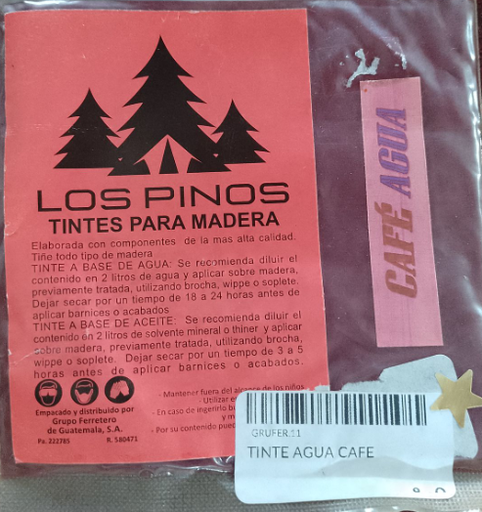 LOS PINOS
TINTES PARA MADERA
Elaborada con componentes de la mas alta calidad.
Tiñe todo tipo de madera
TINTE A BASE DE AGUA: Se recomienda diluir el
contenido en 2 litros de agua y aplicar sobre madera,
previamente tratada, utilizando brocha, wippe o soplete.
Dejar secar por un tiempo de 18 a 24 horas antes de
aplicar barnices o acabados
TINTE A BASE DE ACEITE: Se recomienda diluir el
contenido en 2 litros de solvente mineral o thiner y aplicar
sobre madera, previamente tratada, utilizando brocha,
wippe o soplete. Dejar secar por un tiempo de 3 a 5
horas antes de aplicar barnices o acabados.
Empacado y distribuido por
Grupo Ferretero
de Guatemala, S.A.
Pa. 222785 R. 580471
- Mantener fuera del alcance de los niños
- Utilizar
- En caso de ingerirlo
- Por su contenido
CAFÉ AGUA
GRUFER.11
TINTE AGUA CAFE